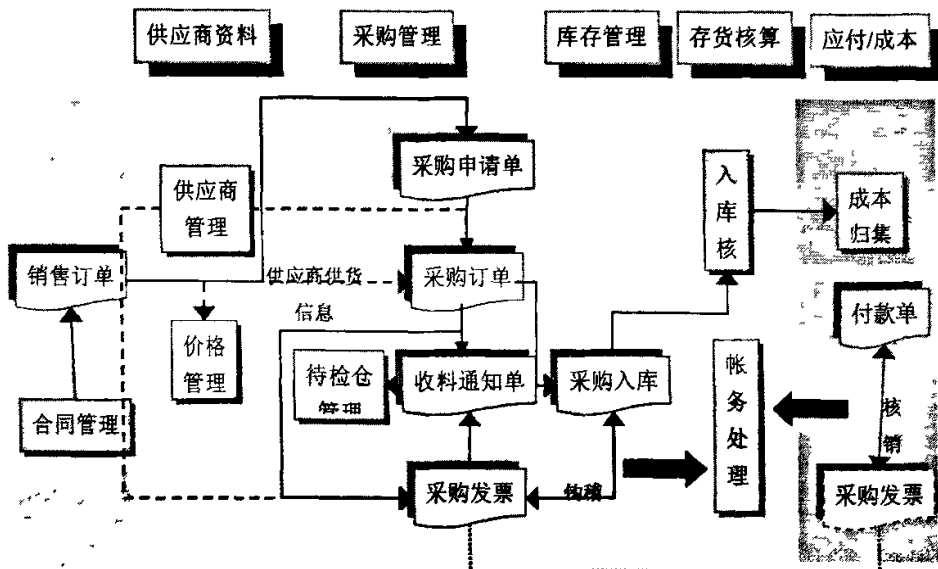 供应商资料
采购管理
库存管理
存货核算
应付/成本
采购申请单
供应商
管理
入
库
核
成本
归集
销售订单
供应商供货
采购订单
信息
付款单
价格
管理
待检仓
管理
收料通知单
采购入库
帐
务
处
理
合同管理
核
销
采购发票
钩稽
采购发票